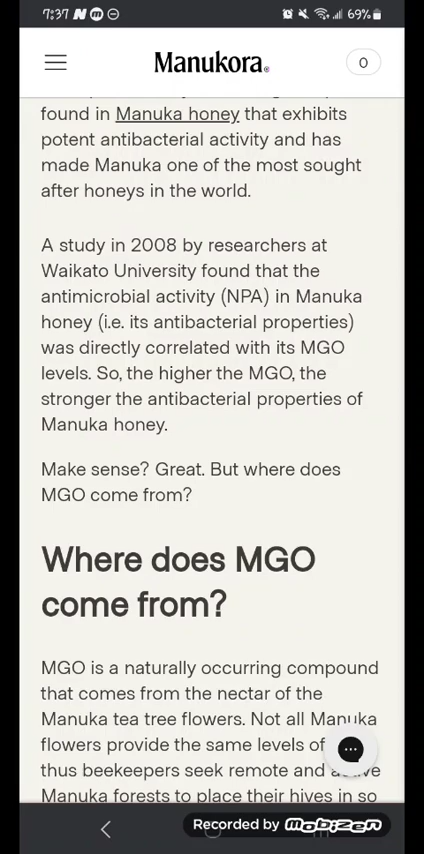 7:37
69%
Manukora®
0
found in Manuka honey that exhibits
potent antibacterial activity and has
made Manuka one of the most sought
after honeys in the world.
A study in 2008 by researchers at
Waikato University found that the
antimicrobial activity (NPA) in Manuka
honey (i.e. its antibacterial properties)
was directly correlated with its MGO
levels. So, the higher the MGO, the
stronger the antibacterial properties of
Manuka honey.
Make sense? Great. But where does
MGO come from?
Where does MGO
come from?
MGO is a naturally occurring compound
that comes from the nectar of the
Manuka tea tree flowers. Not all Manuka
flowers provide the same levels of
thus beekeepers seek remote and
Manuka forests to place their hives in so
Recorded by mobizen